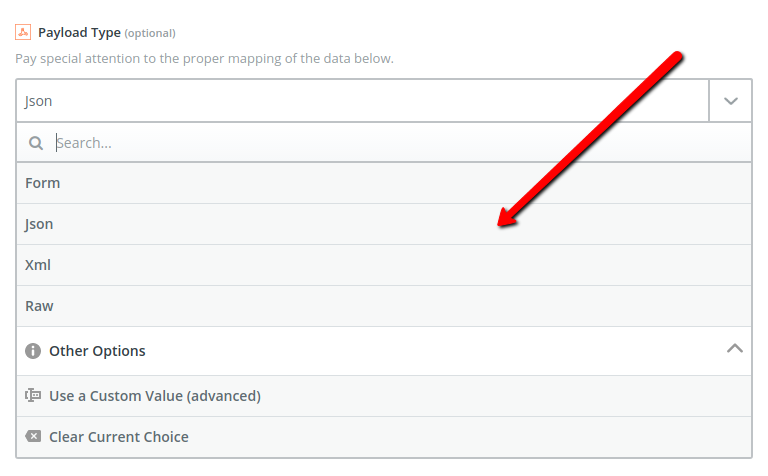 Payload Type (optional)
Pay special attention to the proper mapping of the data below.
Json
Search...
Form
Json
Xml
Raw
Other Options
Use a Custom Value (advanced)
Clear Current Choice